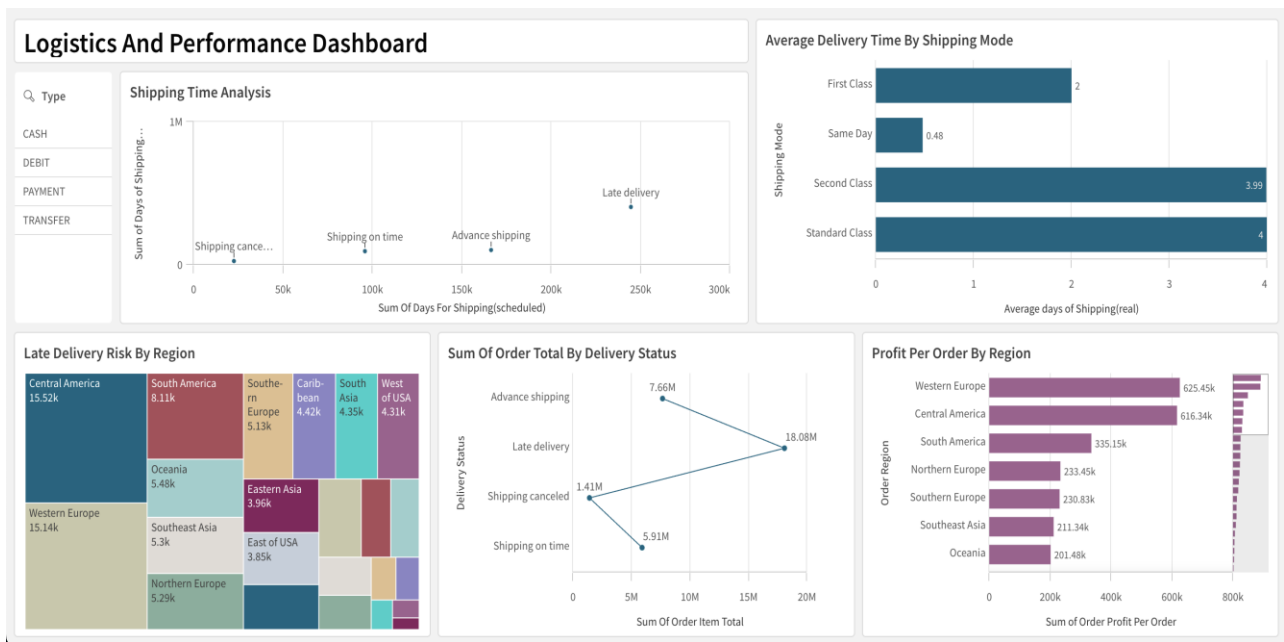 Logistics And Performance Dashboard
Type
CASH
DEBIT
PAYMENT
TRANSFER
Shipping Time Analysis
Sum of Days of Shipping...
1M
0
Shipping cance...
Shipping on time
Advance shipping
Late delivery
0
50k
100k
150k
200k
250k
300k
Sum Of Days For Shipping(scheduled)
Average Delivery Time By Shipping Mode
Shipping Mode
First Class
2
Same Day
0.48
Second Class
3.99
Standard Class
4
0
1
2
3
4
Average days of Shipping(real)
Late Delivery Risk By Region
Central America
15.52k
Western Europe
15.14k
South America
8.11k
Oceania
5.48k
Southeast Asia
5.3k
Northern Europe
5.29k
Southe-
rn
Europe
5.13k
Carib-
bean
4.42k
South
Asia
4.35k
West
of USA
4.31k
Eastern Asia
3.96k
East of USA
3.85k
Sum Of Order Total By Delivery Status
Delivery Status
Advance shipping
7.66M
Late delivery
18.08M
Shipping canceled
1.41M
Shipping on time
5.91M
0
5M
10M
15M
20M
Sum Of Order Item Total
Profit Per Order By Region
Order Region
Western Europe
625.45k
Central America
616.34k
South America
335.15k
Northern Europe
233.45k
Southern Europe
230.83k
Southeast Asia
211.34k
Oceania
201.48k
0
200k
400k
600k
800k
Sum of Order Profit Per Order